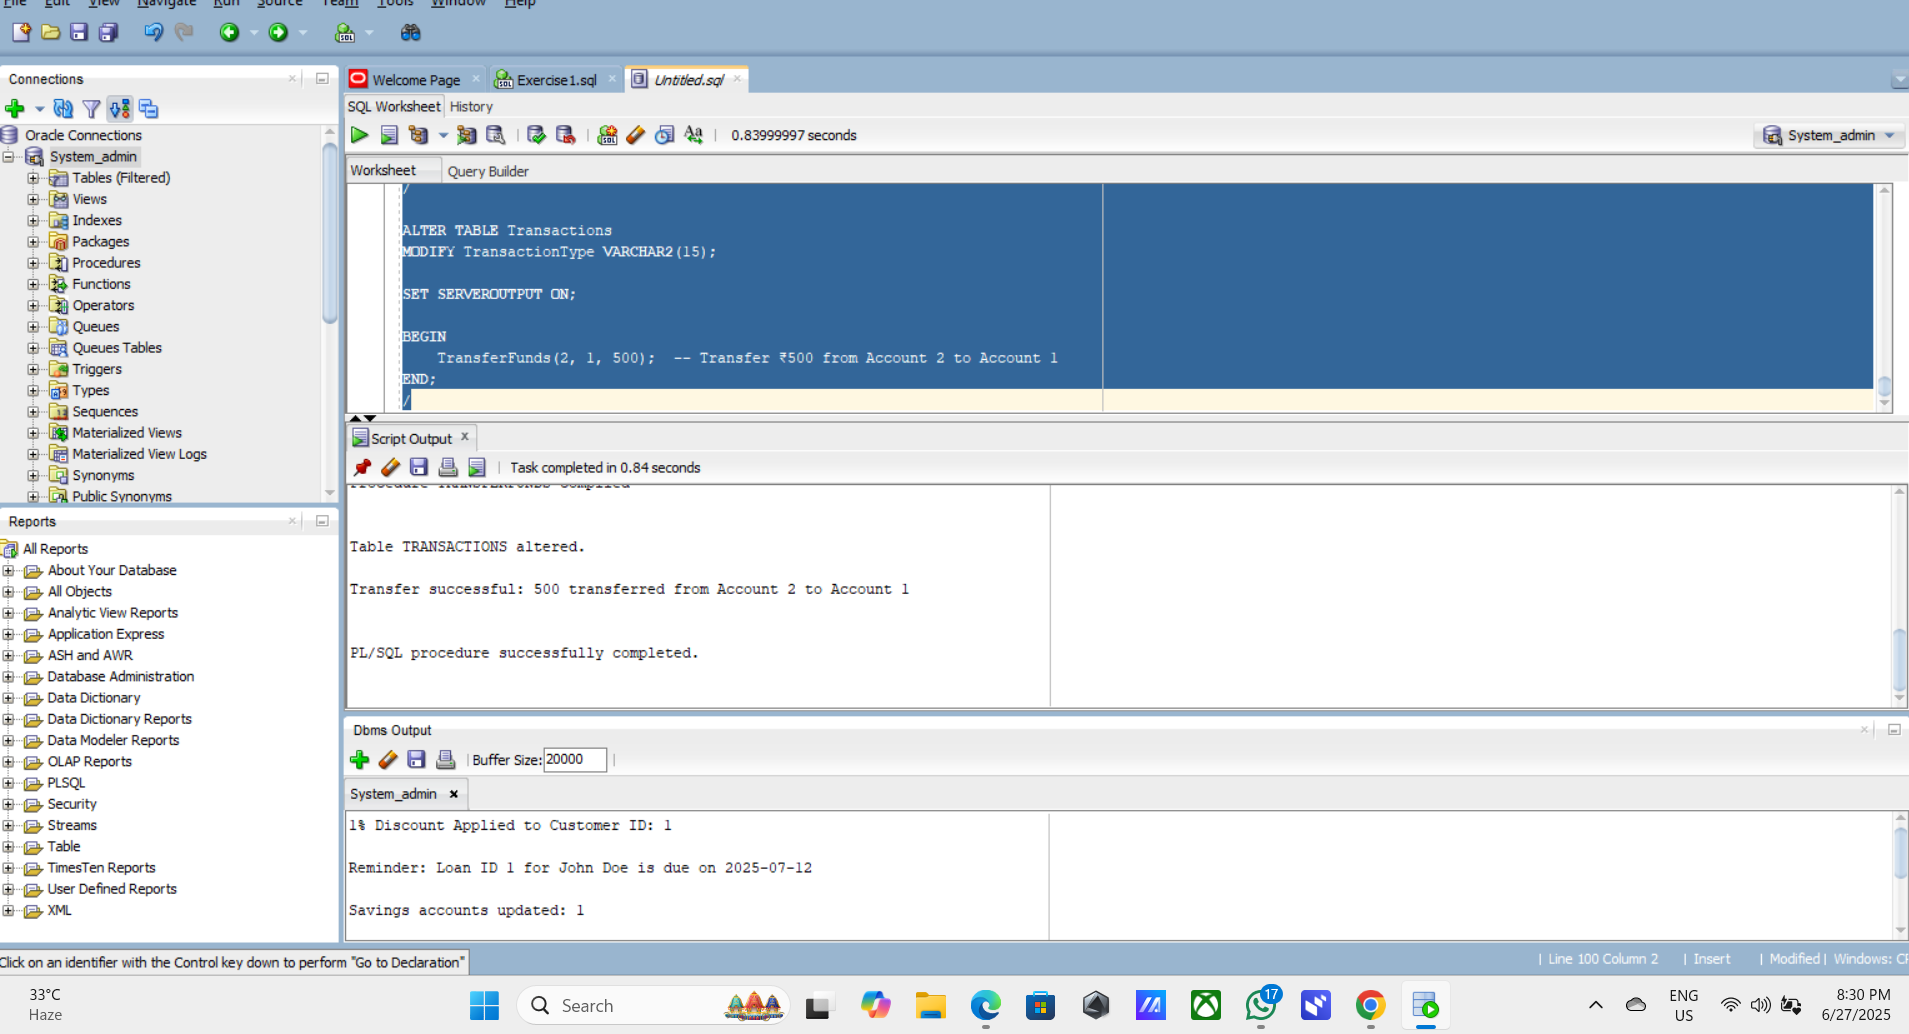 File Edit View Navigate Run Source Team Tools Window Help
Connections
Oracle Connections
System_admin
Tables (Filtered)
Views
Indexes
Packages
Procedures
Functions
Operators
Queues
Queues Tables
Triggers
Types
Sequences
Materialized Views
Materialized View Logs
Synonyms
Public Synonyms
Reports
All Reports
About Your Database
All Objects
Analytic View Reports
Application Express
ASH and AWR
Database Administration
Data Dictionary
Data Dictionary Reports
Data Modeler Reports
OLAP Reports
PLSQL
Security
Streams
Table
TimesTen Reports
User Defined Reports
XML
Welcome Page Exercise1.sql Untitled.sql
SQL Worksheet History
0.83999997 seconds
System_admin
Worksheet Query Builder
/
ALTER TABLE Transactions
MODIFY TransactionType VARCHAR2(15);
SET SERVEROUTPUT ON;
BEGIN
TransferFunds(2, 1, 500); -- Transfer ₹500 from Account 2 to Account 1
END;
/
Script Output
Task completed in 0.84 seconds
Procedure TRANSFERFUNDS compiled
Table TRANSACTIONS altered.
Transfer successful: 500 transferred from Account 2 to Account 1
PL/SQL procedure successfully completed.
Dbms Output
Buffer Size: 20000
System_admin
1% Discount Applied to Customer ID: 1
Reminder: Loan ID 1 for John Doe is due on 2025-07-12
Savings accounts updated: 1
Click on an identifier with the Control key down to perform "Go to Declaration"
Line 100 Column 2 | Insert | Modified | Windows:
33°C
Haze
Search
17
ENG
US
8:30 PM
6/27/2025